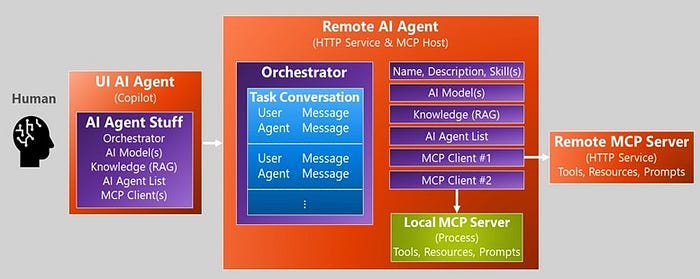 Human
UI AI Agent
(Copilot)
AI Agent Stuff
Orchestrator
AI Model(s)
Knowledge (RAG)
AI Agent List
MCP Client(s)
Remote AI Agent
(HTTP Service & MCP Host)
Orchestrator
Task Conversation
User Message
Agent Message
User Message
Agent Message
⋮
Name, Description, Skill(s)
AI Model(s)
Knowledge (RAG)
AI Agent List
MCP Client #1
MCP Client #2
Local MCP Server
(Process)
Tools, Resources, Prompts
Remote MCP Server
(HTTP Service)
Tools, Resources, Prompts